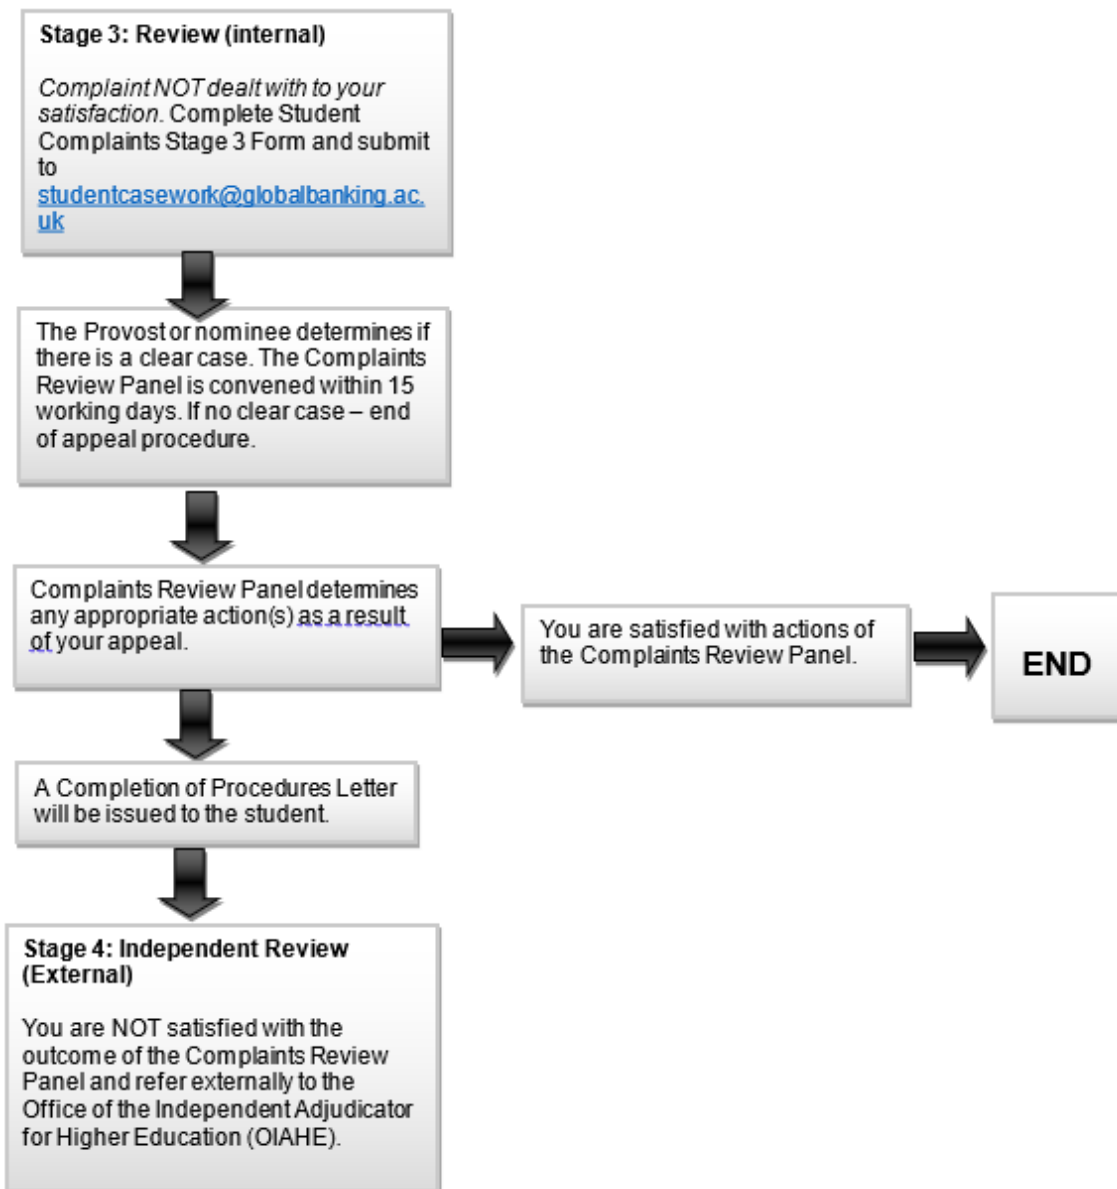 Stage 3: Review (internal)
Complaint NOT dealt with to your
satisfaction. Complete Student
Complaints Stage 3 Form and submit
to
studentcasework@globalbanking.ac.
uk
The Provost or nominee determines if
there is a clear case. The Complaints
Review Panel is convened within 15
working days. If no clear case – end
of appeal procedure.
Complaints Review Panel determines
any appropriate action(s) as a result
of your appeal.
You are satisfied with actions of
the Complaints Review Panel.
END
A Completion of Procedures Letter
will be issued to the student.
Stage 4: Independent Review
(External)
You are NOT satisfied with the
outcome of the Complaints Review
Panel and refer externally to the
Office of the Independent Adjudicator
for Higher Education (OIAHE).